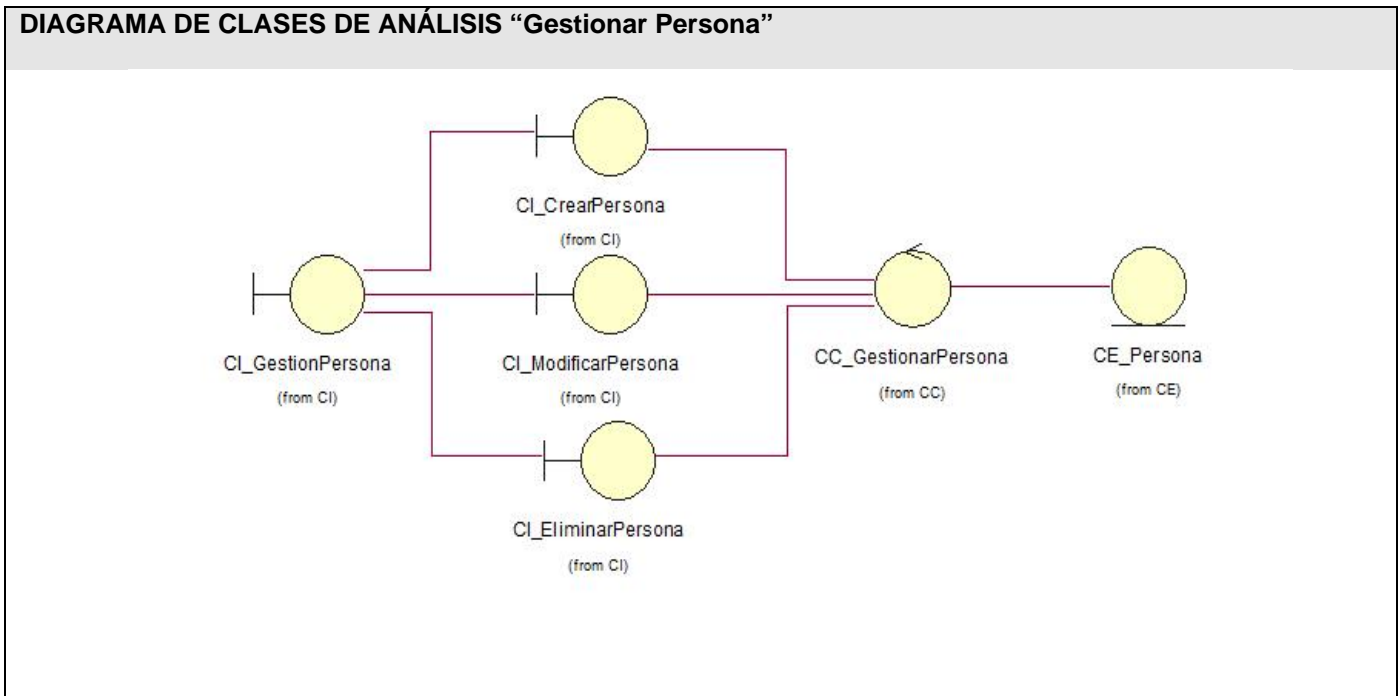 DIAGRAMA DE CLASES DE ANÁLISIS “Gestionar Persona”
CI_CrearPersona
(from CI)
CI_GestionPersona
(from CI)
CI_ModificarPersona
(from CI)
CC_GestionarPersona
(from CC)
CE_Persona
(from CE)
CI_EliminarPersona
(from CI)